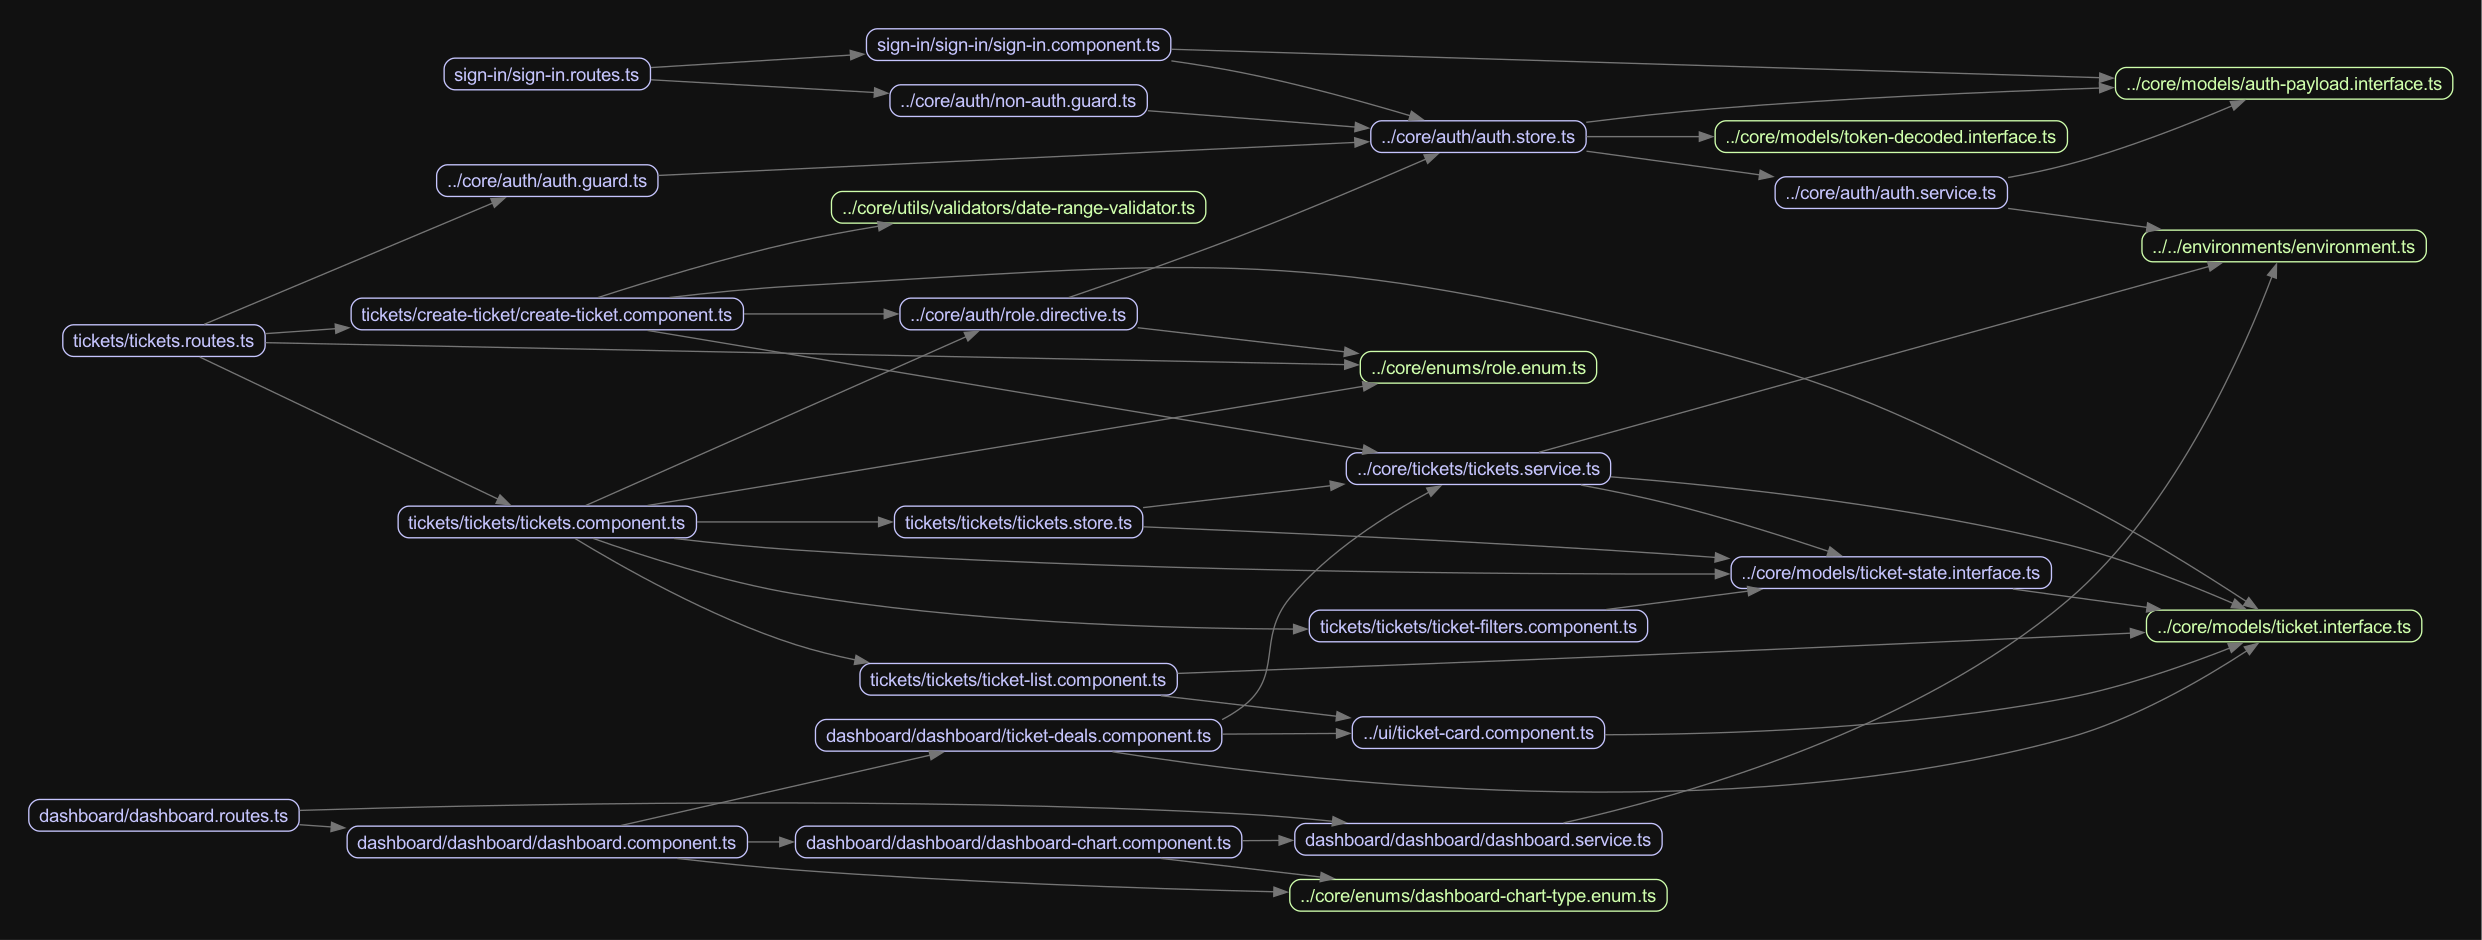 sign-in/sign-in/sign-in.component.ts
sign-in/sign-in.routes.ts
../core/models/auth-payload.interface.ts
../core/auth/non-auth.guard.ts
../core/auth/auth.store.ts
../core/models/token-decoded.interface.ts
../core/auth/auth.guard.ts
../core/auth/auth.service.ts
../core/utils/validators/date-range-validator.ts
../../environments/environment.ts
tickets/create-ticket/create-ticket.component.ts
../core/auth/role.directive.ts
tickets/tickets.routes.ts
../core/enums/role.enum.ts
../core/tickets/tickets.service.ts
tickets/tickets/tickets.component.ts
tickets/tickets/tickets.store.ts
../core/models/ticket-state.interface.ts
tickets/tickets/ticket-filters.component.ts
../core/models/ticket.interface.ts
tickets/tickets/ticket-list.component.ts
dashboard/dashboard/ticket-deals.component.ts
../ui/ticket-card.component.ts
dashboard/dashboard.routes.ts
dashboard/dashboard/dashboard.component.ts
dashboard/dashboard/dashboard-chart.component.ts
dashboard/dashboard/dashboard.service.ts
../core/enums/dashboard-chart-type.enum.ts